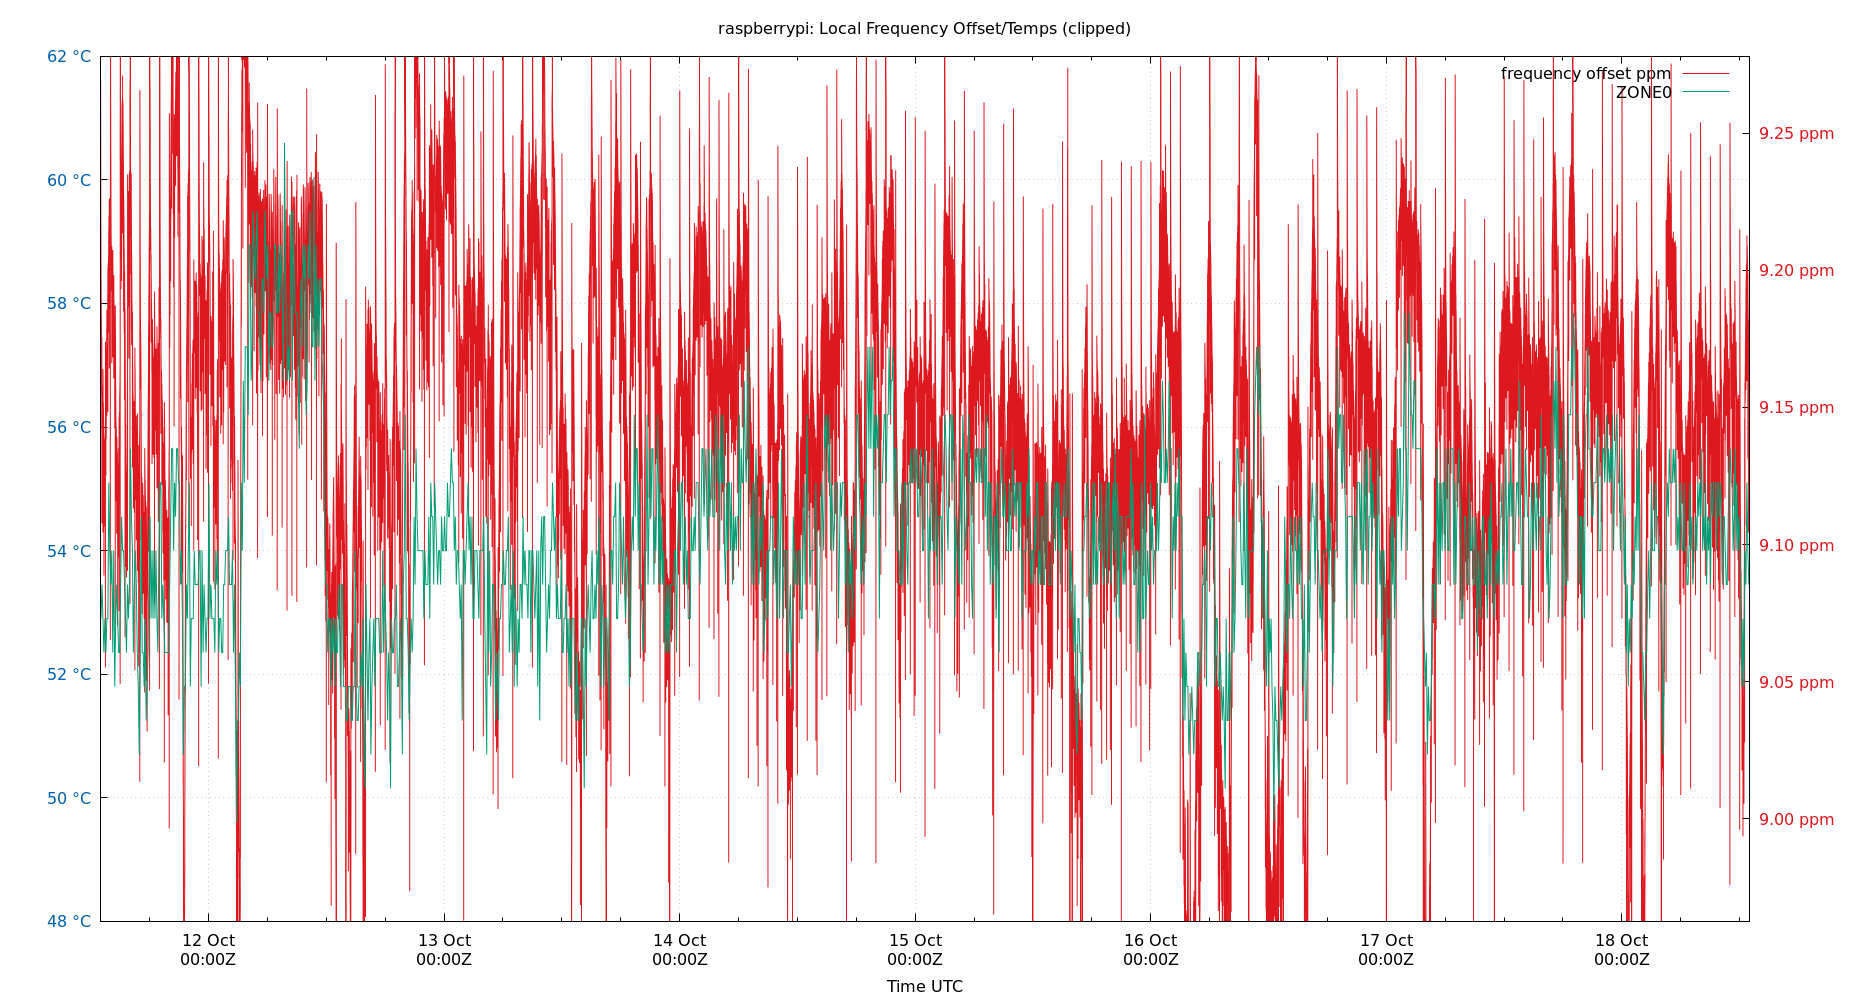 raspberrypi: Local Frequency Offset/Temps (clipped)
frequency offset ppm
ZONE0
62 °C
60 °C
58 °C
56 °C
54 °C
52 °C
50 °C
48 °C
9.25 ppm
9.20 ppm
9.15 ppm
9.10 ppm
9.05 ppm
9.00 ppm
12 Oct
00:00Z
13 Oct
00:00Z
14 Oct
00:00Z
15 Oct
00:00Z
16 Oct
00:00Z
17 Oct
00:00Z
18 Oct
00:00Z
Time UTC